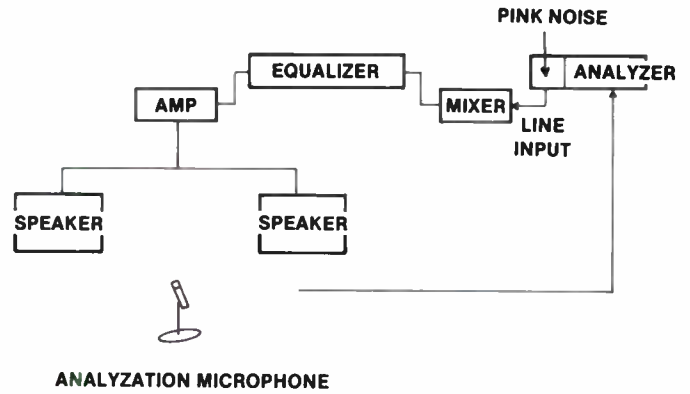 PINK NOISE
EQUALIZER
ANALYZER
AMP
MIXER
LINE
INPUT
SPEAKER
SPEAKER
ANALYZATION MICROPHONE